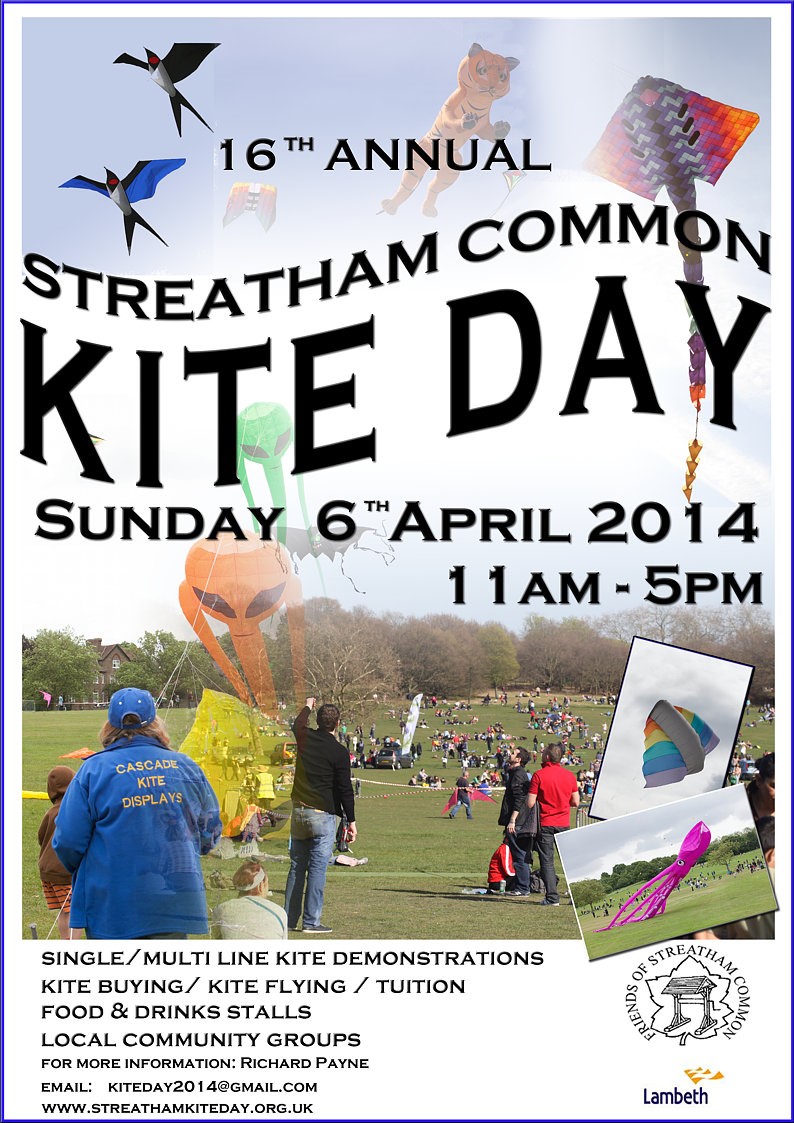 16TH ANNUAL
STREATHAM COMMON
KITE DAY
SUNDAY 6TH APRIL 2014
11AM - 5PM
CASCADE
KITE
DISPLAYS
SINGLE/MULTI LINE KITE DEMONSTRATIONS
KITE BUYING/ KITE FLYING / TUITION
FOOD & DRINKS STALLS
LOCAL COMMUNITY GROUPS
FOR MORE INFORMATION: RICHARD PAYNE
EMAIL: KITEDAY2014@GMAIL.COM
WWW.STREATHAMKITEDAY.ORG.UK
FRIENDS OF STREATHAM COMMON
Lambeth